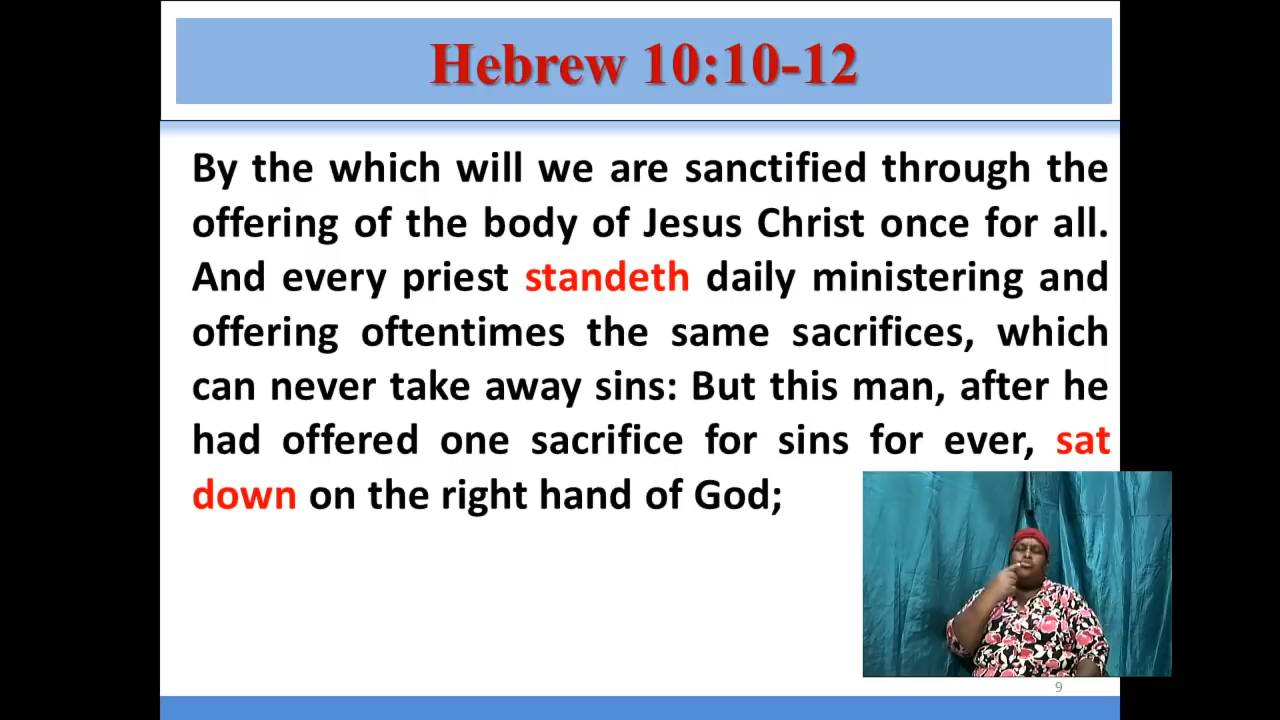 Hebrew 10:10-12
By the which will we are sanctified through the
offering of the body of Jesus Christ once for all.
And every priest standeth daily ministering and
offering oftentimes the same sacrifices, which
can never take away sins: But this man, after he
had offered one sacrifice for sins for ever, sat
down on the right hand of God;
9